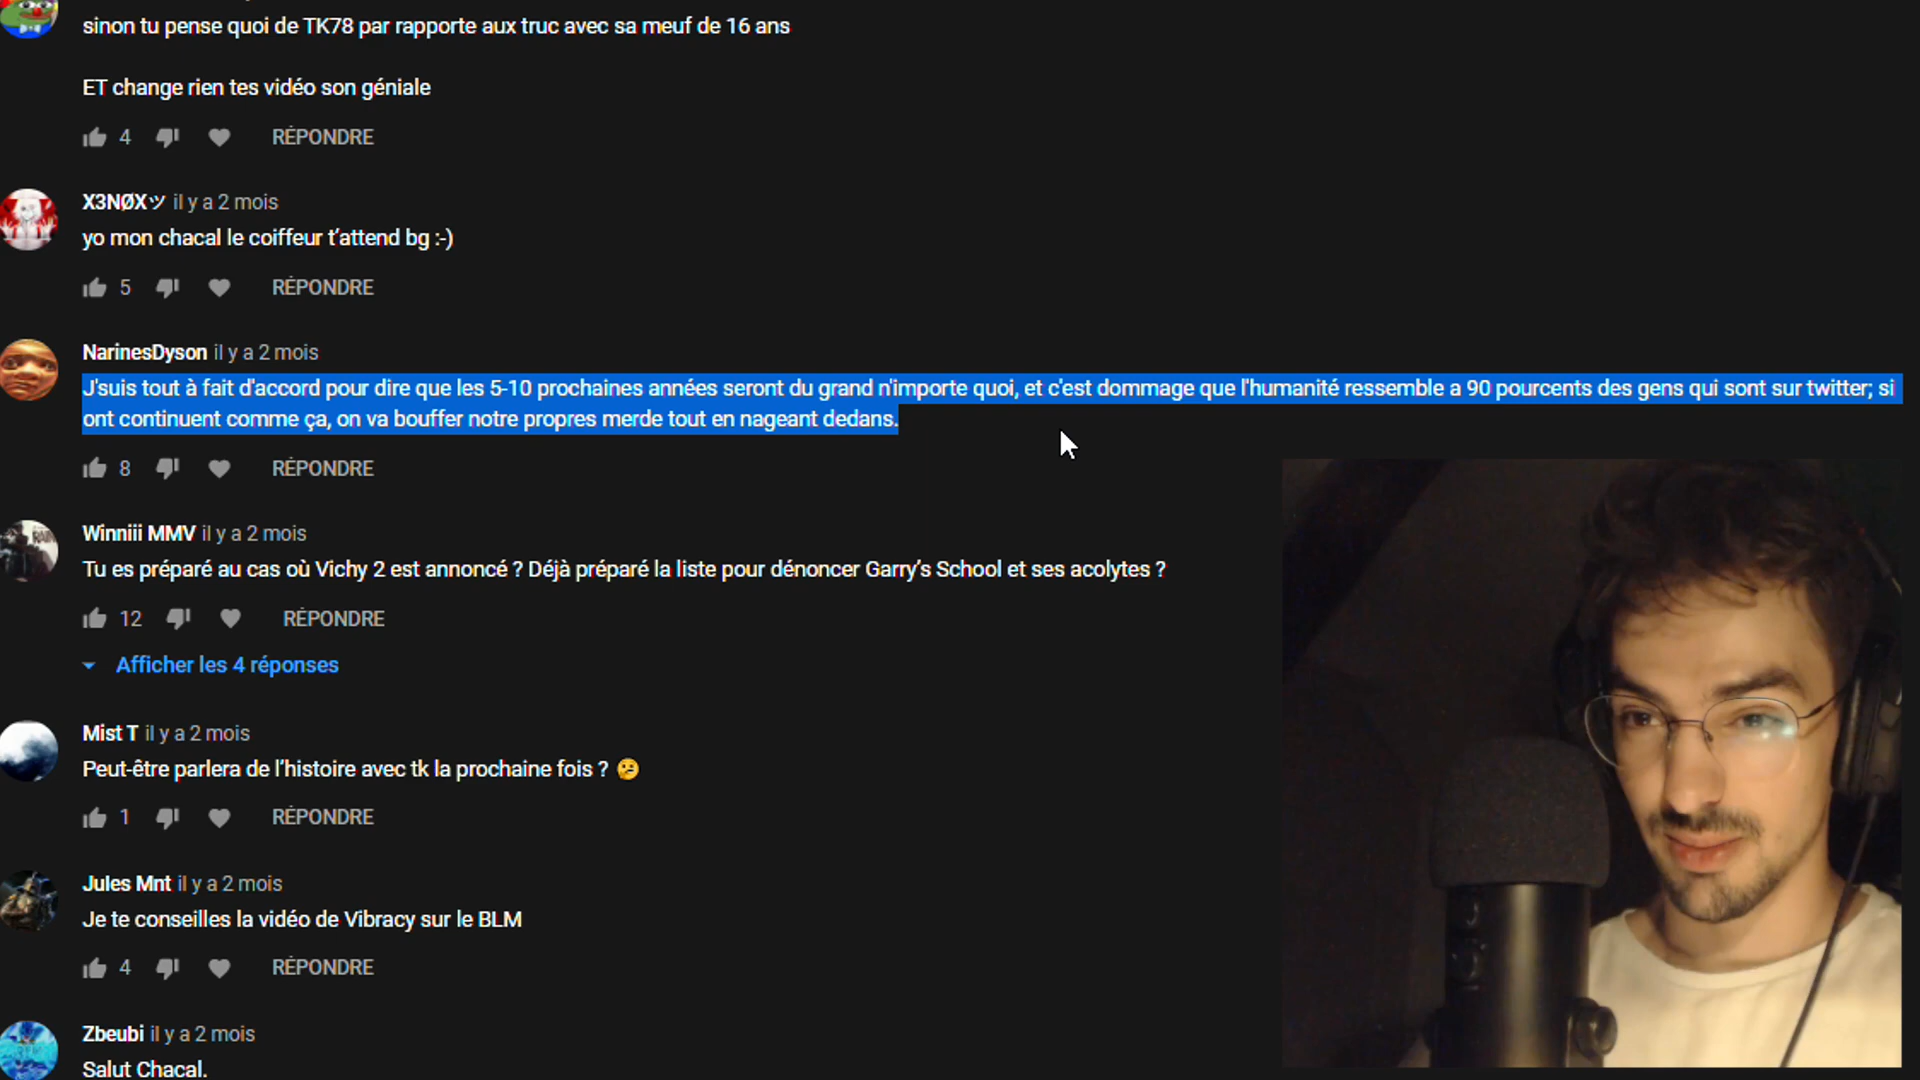 sinon tu pense quoi de TK78 par rapporte aux truc avec sa meuf de 16 ans
ET change rien tes vidéo son géniale
4 RÉPONDRE
X3NØXツ il y a 2 mois
yo mon chacal le coiffeur t’attend bg :-)
5 RÉPONDRE
NarinesDyson il y a 2 mois
J'suis tout à fait d'accord pour dire que les 5-10 prochaines années seront du grand n'importe quoi, et c'est dommage que l'humanité ressemble a 90 pourcents des gens qui sont sur twitter; si
ont continuent comme ça, on va bouffer notre propres merde tout en nageant dedans.
8 RÉPONDRE
Winniii MMV il y a 2 mois
Tu es préparé au cas où Vichy 2 est annoncé ? Déjà préparé la liste pour dénoncer Garry’s School et ses acolytes ?
12 RÉPONDRE
Afficher les 4 réponses
Mist T il y a 2 mois
Peut-être parlera de l’histoire avec tk la prochaine fois ? 🤔
1 RÉPONDRE
Jules Mnt il y a 2 mois
Je te conseilles la vidéo de Vibracy sur le BLM
4 RÉPONDRE
Zbeubi il y a 2 mois
Salut Chacal.